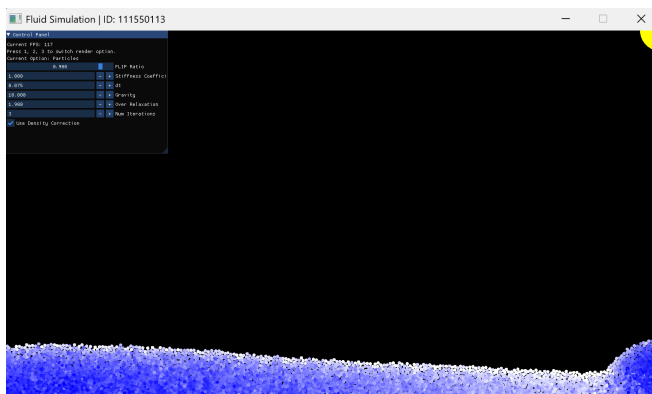 Fluid Simulation | ID: 111550113
Control Panel
Current FPS: 117
Press 1, 2, 3 to switch render option.
Current Option: Particles
0.900 FLIP Ratio
1.000 - + Stiffness Coeffici
0.075 - + dt
10.000 - + Gravity
1.900 - + Over Relaxation
3 - + Num Iterations
Use Density Correction